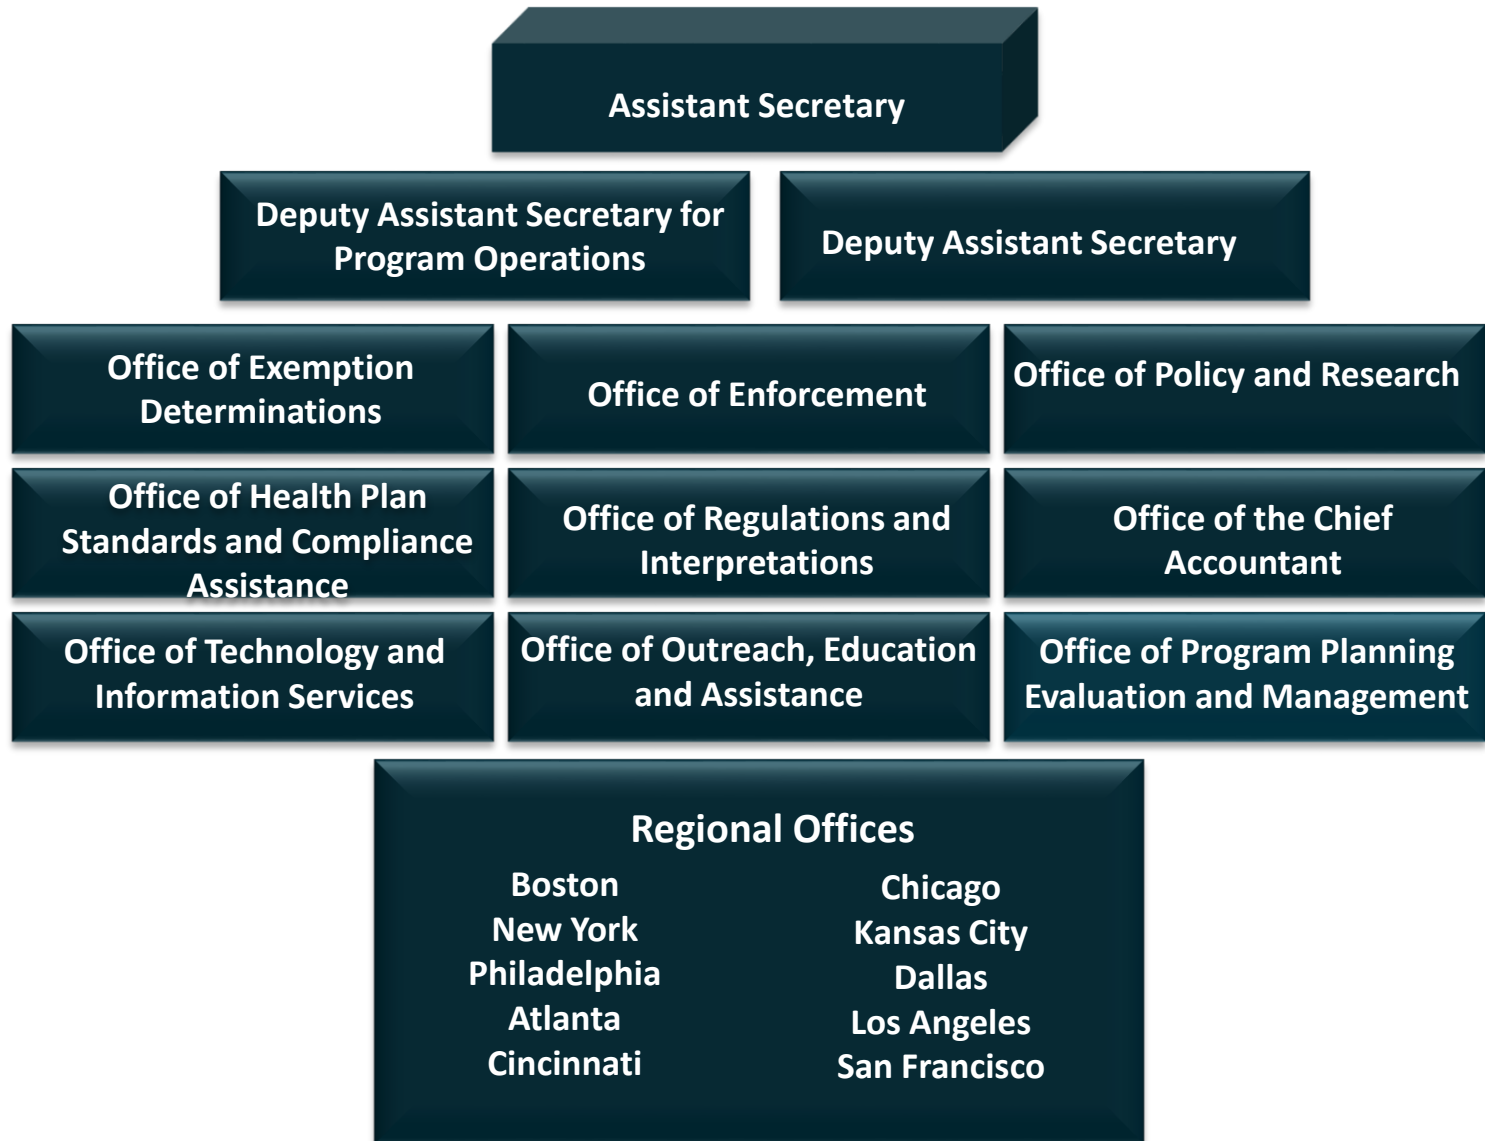 Assistant Secretary
Deputy Assistant Secretary for
Program Operations
Deputy Assistant Secretary
Office of Exemption
Determinations
Office of Enforcement
Office of Policy and Research
Office of Health Plan
Standards and Compliance
Assistance
Office of Regulations and
Interpretations
Office of the Chief
Accountant
Office of Technology and
Information Services
Office of Outreach, Education
and Assistance
Office of Program Planning
Evaluation and Management
Regional Offices
Boston
New York
Philadelphia
Atlanta
Cincinnati
Chicago
Kansas City
Dallas
Los Angeles
San Francisco